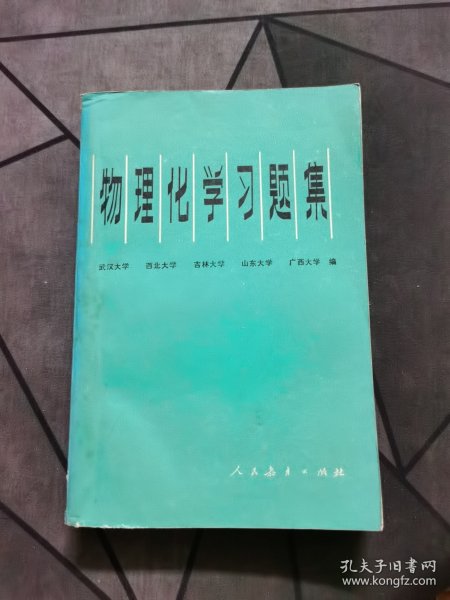 物理化学习题集
武汉大学 西北大学 吉林大学 山东大学 广西大学 编
人民教育出版社
孔夫子旧书网
www.kongfz.com